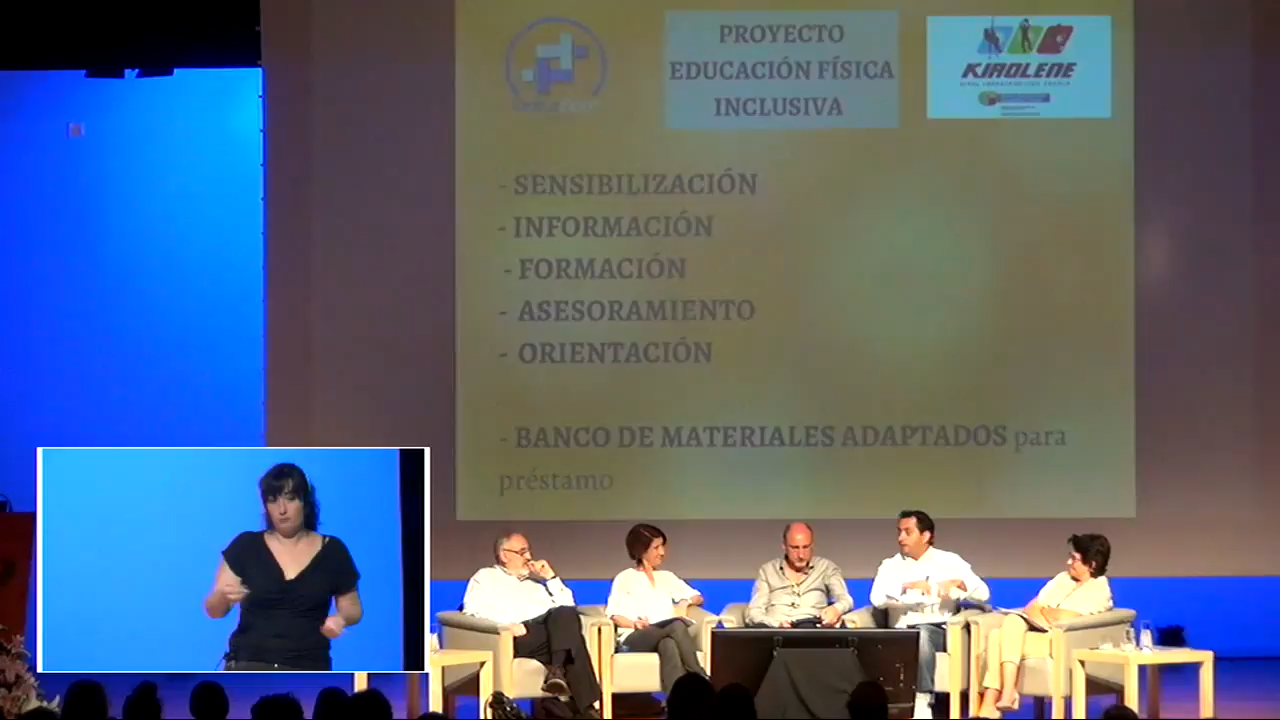 PROYECTO
EDUCACIÓN FÍSICA
INCLUSIVA
KIROLENE
- SENSIBILIZACIÓN
- INFORMACIÓN
- FORMACIÓN
- ASESORAMIENTO
- ORIENTACIÓN
- BANCO DE MATERIALES ADAPTADOS para
préstamo